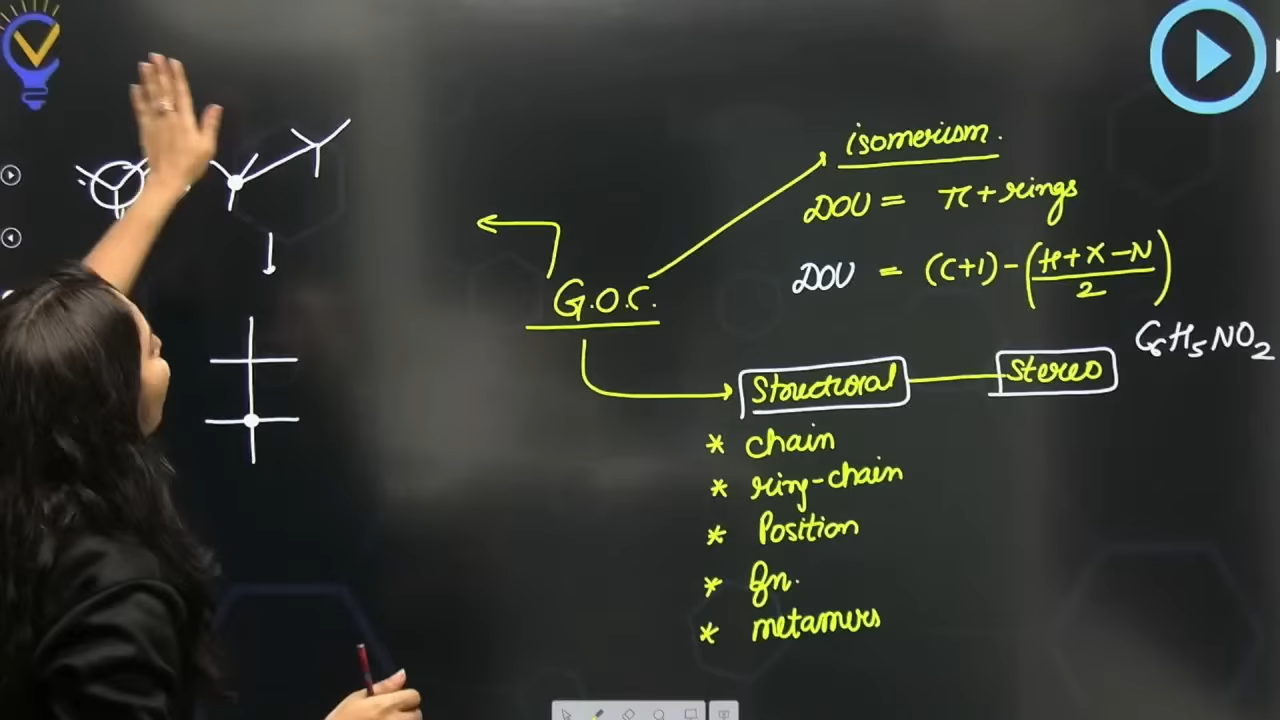 isomerism.
DOU = π + rings
DOU = (C+1) - (H + X - N / 2)
G.O.C.
C6H5NO2
Structural
Stereo
* chain
* ring-chain
* Position
* fn.
* metamers